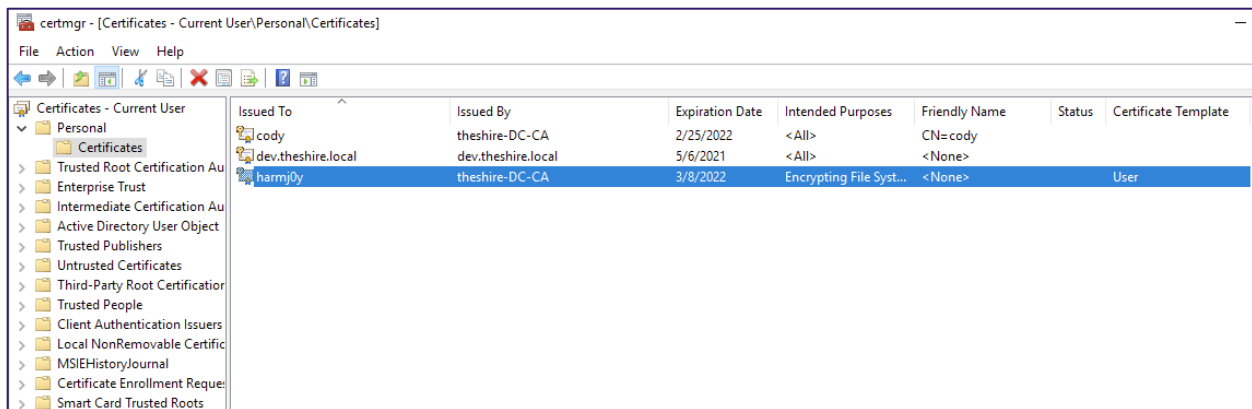 certmgr - [Certificates - Current User\Personal\Certificates]
File Action View Help
Certificates - Current User
Personal
Certificates
Trusted Root Certification Au
Enterprise Trust
Intermediate Certification Au
Active Directory User Object
Trusted Publishers
Untrusted Certificates
Third-Party Root Certification
Trusted People
Client Authentication Issuers
Local NonRemovable Certific
MSIEHistoryJournal
Certificate Enrollment Reques
Smart Card Trusted Roots
Issued To Issued By Expiration Date Intended Purposes Friendly Name Status Certificate Template
cody theshire-DC-CA 2/25/2022 <All> CN=cody
dev.theshire.local dev.theshire.local 5/6/2021 <All> <None>
harmj0y theshire-DC-CA 3/8/2022 Encrypting File Syst... <None> User